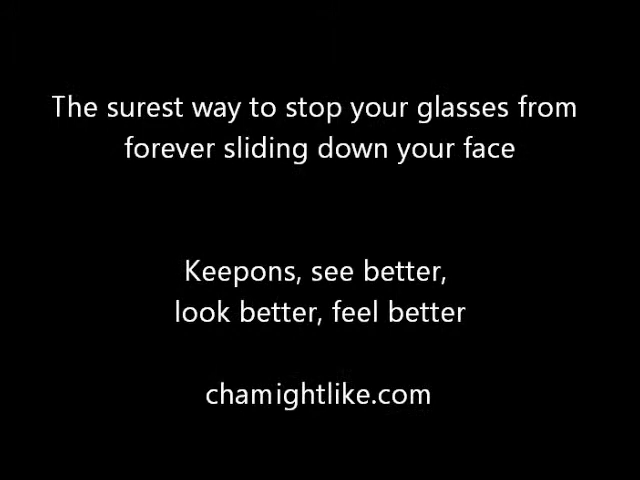 The surest way to stop your glasses from
forever sliding down your face
Keepons, see better,
look better, feel better
chamightlike.com